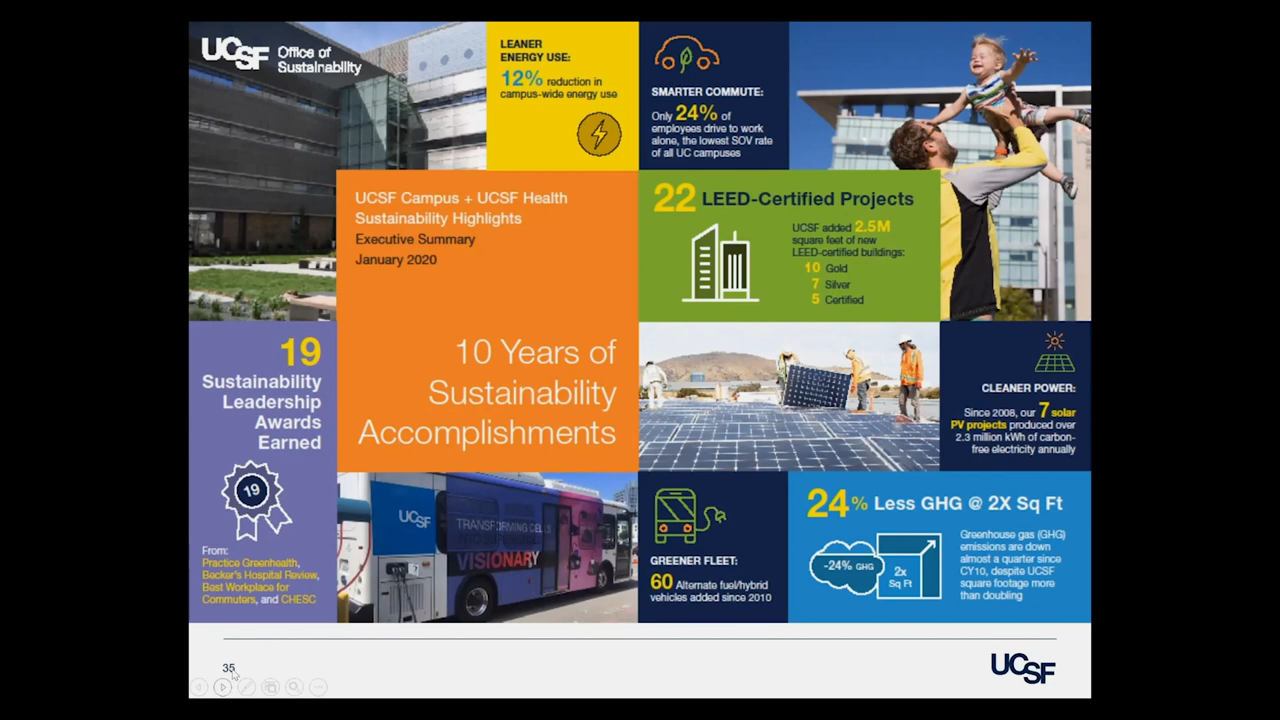 UCSF Office of
Sustainability
LEANER
ENERGY USE:
12% reduction in
campus-wide energy use
SMARTER COMMUTE:
Only 24% of
employees drive to work
alone, the lowest SOV rate
of all UC campuses
UCSF Campus + UCSF Health
Sustainability Highlights
Executive Summary
January 2020
10 Years of
Sustainability
Accomplishments
22 LEED-Certified Projects
UCSF added 2.5M
square feet of new
LEED-certified buildings:
10 Gold
7 Silver
5 Certified
19
Sustainability
Leadership
Awards
Earned
19
From:
Practice Greenhealth,
Becker's Hospital Review,
Best Workplace for
Commuters, and CHESC
CLEANER POWER:
Since 2008, our 7 solar
PV projects produced over
2.3 million kWh of carbon-
free electricity annually
UCSF
TRANSFORMING CELLS
INTO
VISIONARY
GREENER FLEET:
60 Alternate fuel/hybrid
vehicles added since 2010
24% Less GHG @ 2X Sq Ft
-24% GHG
2x
Sq Ft
Greenhouse gas (GHG)
emissions are down
almost a quarter since
CY10, despite UCSF
square footage more
than doubling
35
UCSF